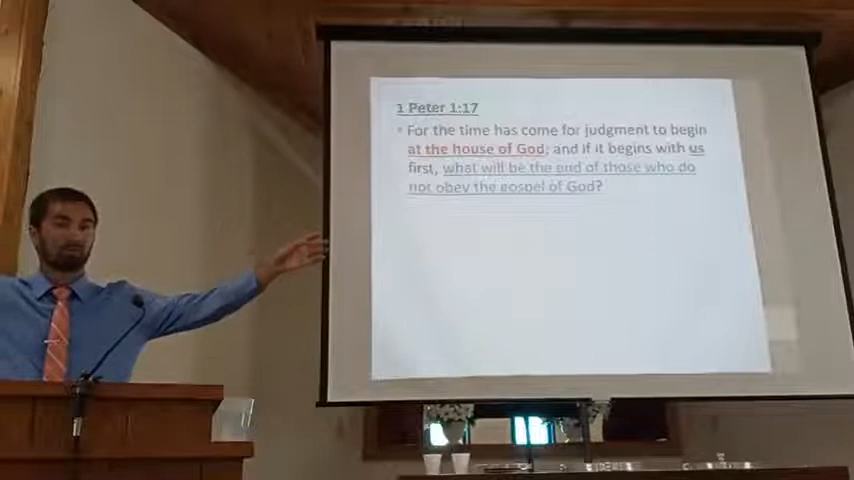 1 Peter 1:17
• For the time has come for judgment to begin
at the house of God; and if it begins with us
first, what will be the end of those who do
not obey the gospel of God?